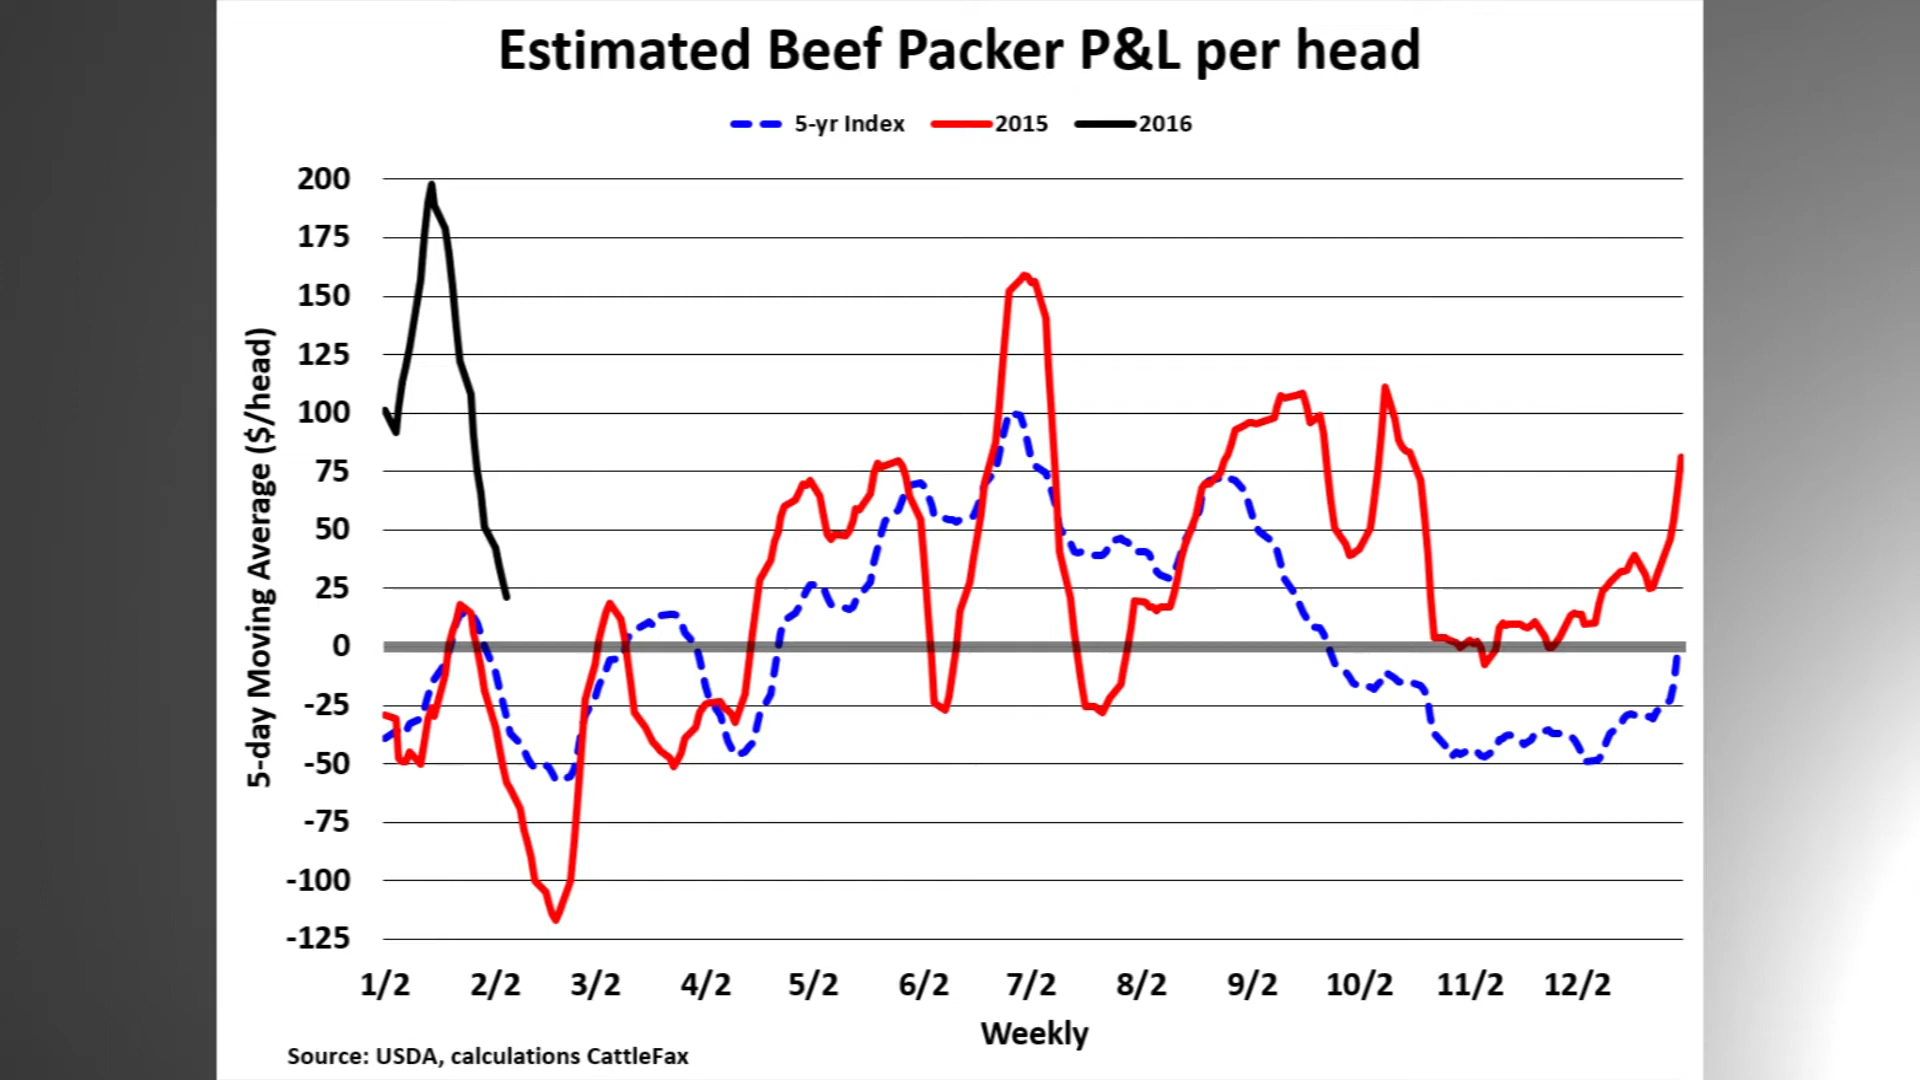 Estimated Beef Packer P&L per head
5-yr Index 2015 2016
200
175
150
125
100
75
50
25
0
-25
-50
-75
-100
-125
5-day Moving Average ($/head)
1/2 2/2 3/2 4/2 5/2 6/2 7/2 8/2 9/2 10/2 11/2 12/2
Weekly
Source: USDA, calculations CattleFax